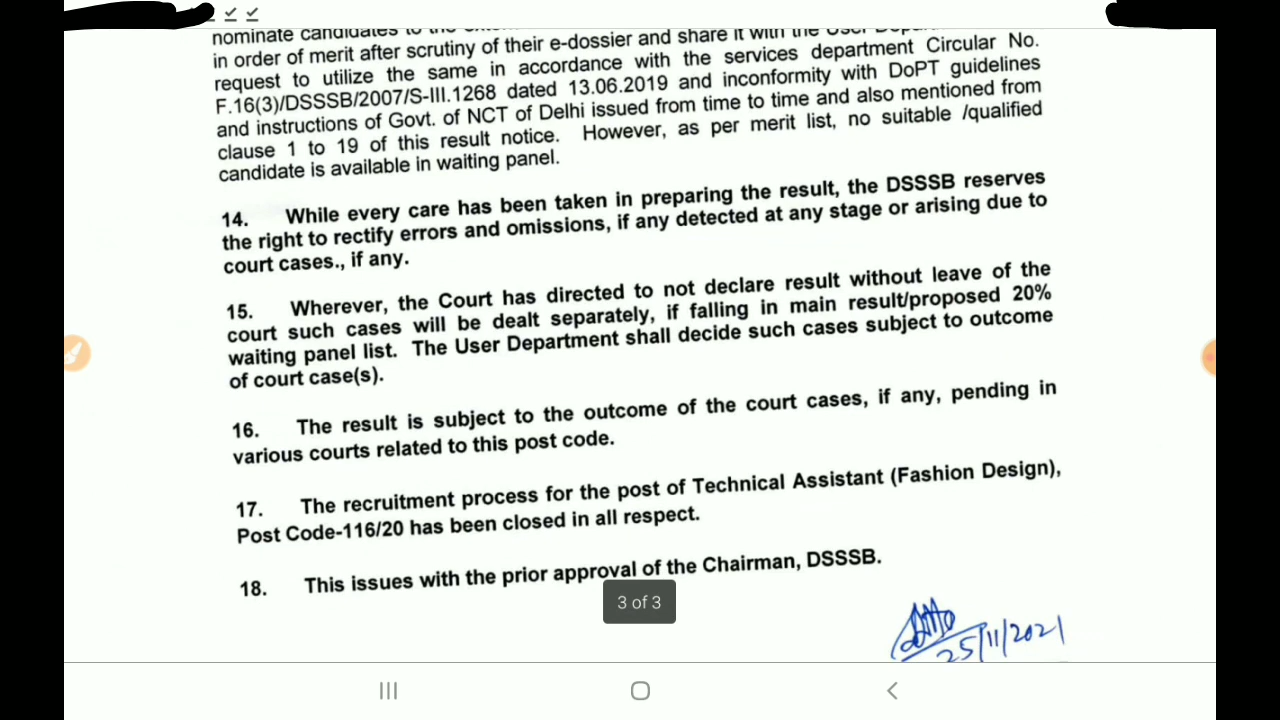 nominate candidates to the
in order of merit after scrutiny of their e-dossier and share it with the User
request to utilize the same in accordance with the services department Circular No.
F.16(3)/DSSSB/2007/S-III.1268 dated 13.06.2019 and inconformity with DoPT guidelines
and instructions of Govt. of NCT of Delhi issued from time to time and also mentioned from
clause 1 to 19 of this result notice. However, as per merit list, no suitable /qualified
candidate is available in waiting panel.
14. While every care has been taken in preparing the result, the DSSSB reserves
the right to rectify errors and omissions, if any detected at any stage or arising due to
court cases., if any.
15. Wherever, the Court has directed to not declare result without leave of the
court such cases will be dealt separately, if falling in main result/proposed 20%
waiting panel list. The User Department shall decide such cases subject to outcome
of court case(s).
16. The result is subject to the outcome of the court cases, if any, pending in
various courts related to this post code.
17. The recruitment process for the post of Technical Assistant (Fashion Design),
Post Code-116/20 has been closed in all respect.
18. This issues with the prior approval of the Chairman, DSSSB.
3 of 3
25/11/2021